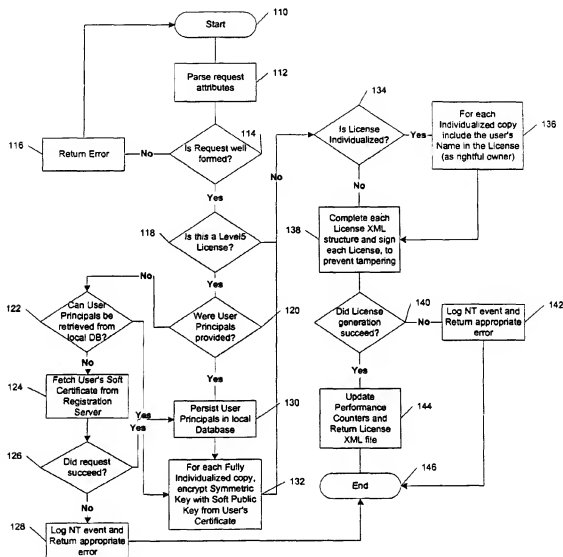 Start
110
Parse request
attributes
112
Is Request well
formed?
114
No
Return Error
116
Yes
Is this a Level5
License?
118
No
Yes
Were User
Principals
provided?
120
No
Can User
Principals be
retrieved from
local DB?
122
No
Yes
Fetch User's Soft
Certificate from
Registration
Server
124
Yes
Did request
succeed?
126
Yes
No
Log NT event and
Return appropriate
error
128
Persist User
Principals in local
Database
130
For each Fully
Individualized copy,
encrypt Symmetric
Key with Soft Public
Key from User's
Certificate
132
Is License
Individualized?
134
Yes
For each
Individualized copy
include the user's
Name in the License
(as rightful owner)
136
No
Complete each
License XML
structure and sign
each License, to
prevent tampering
138
Did License
generation
succeed?
140
No
Log NT event and
Return appropriate
error
142
Yes
Update
Performance
Counters and
Return License
XML file
144
End
146